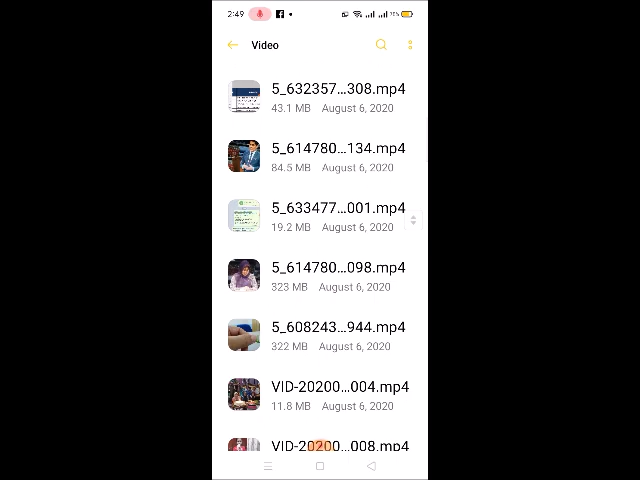 2:49
70%
Video
5_632357...308.mp4
43.1 MB August 6, 2020
5_614780...134.mp4
84.5 MB August 6, 2020
5_633477...001.mp4
19.2 MB August 6, 2020
5_614780...098.mp4
323 MB August 6, 2020
5_608243...944.mp4
322 MB August 6, 2020
VID-20200...004.mp4
11.8 MB August 6, 2020
VID-20200...008.mp4